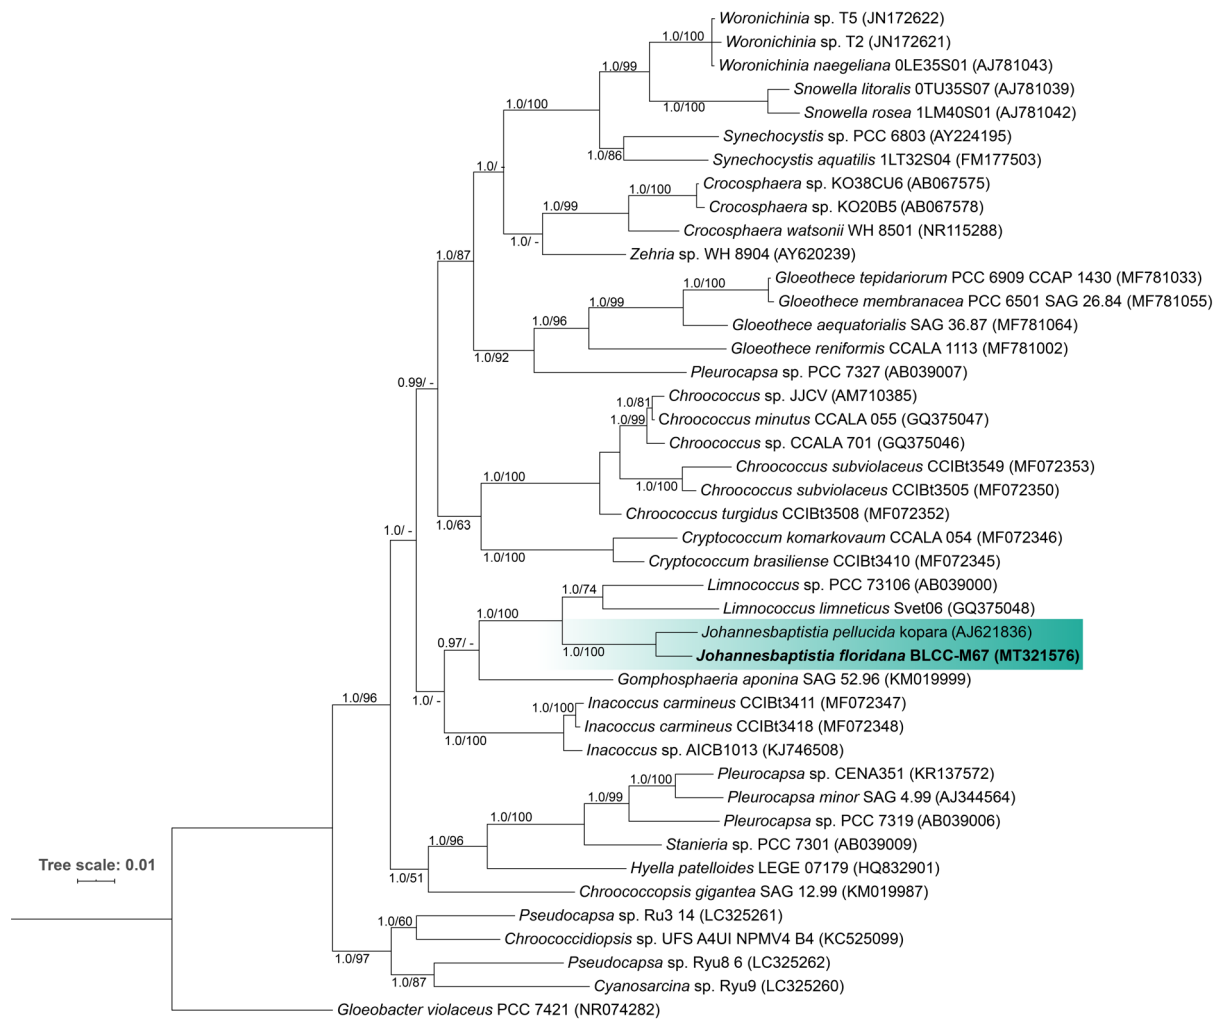 Woronichinia sp. T5 (JN172622)
1.0/100
Woronichinia sp. T2 (JN172621)
1.0/99
Woronichinia naegeliana 0LE35S01 (AJ781043)
Snowella litoralis 0TU35S07 (AJ781039)
1.0/100
1.0/100
Snowella rosea 1LM40S01 (AJ781042)
Synechocystis sp. PCC 6803 (AY224195)
1.0/86
Synechocystis aquatilis 1LT32S04 (FM177503)
1.0/ -
Crocosphaera sp. KO38CU6 (AB067575)
1.0/100
1.0/99
Crocosphaera sp. KO20B5 (AB067578)
Crocosphaera watsonii WH 8501 (NR115288)
1.0/ -
1.0/87
Zehria sp. WH 8904 (AY620239)
Gloeothece tepidariorum PCC 6909 CCAP 1430 (MF781033)
1.0/100
1.0/99
Gloeothece membranacea PCC 6501 SAG 26.84 (MF781055)
1.0/96
Gloeothece aequatorialis SAG 36.87 (MF781064)
Gloeothece reniformis CCALA 1113 (MF781002)
1.0/92
Pleurocapsa sp. PCC 7327 (AB039007)
0.99/ -
Chroococcus sp. JJCV (AM710385)
1.0/81
1.0/99
Chroococcus minutus CCALA 055 (GQ375047)
Chroococcus sp. CCALA 701 (GQ375046)
Chroococcus subviolaceus CCIBt3549 (MF072353)
1.0/100
1.0/100
Chroococcus subviolaceus CCIBt3505 (MF072350)
Chroococcus turgidus CCIBt3508 (MF072352)
1.0/63
1.0/ -
Cryptococcum komarkovaum CCALA 054 (MF072346)
1.0/100
Cryptococcum brasiliense CCIBt3410 (MF072345)
Limnococcus sp. PCC 73106 (AB039000)
1.0/74
Limnococcus limneticus Svet06 (GQ375048)
1.0/100
Johannesbaptistia pellucida kopara (AJ621836)
0.97/ -
1.0/100
Johannesbaptistia floridana BLCC-M67 (MT321576)
Gomphosphaeria aponina SAG 52.96 (KM019999)
1.0/96
1.0/ -
Inacoccus carmineus CCIBt3411 (MF072347)
1.0/100
Inacoccus carmineus CCIBt3418 (MF072348)
1.0/100
Inacoccus sp. AICB1013 (KJ746508)
Pleurocapsa sp. CENA351 (KR137572)
1.0/100
1.0/99
Pleurocapsa minor SAG 4.99 (AJ344564)
1.0/100
Pleurocapsa sp. PCC 7319 (AB039006)
1.0/96
Stanieria sp. PCC 7301 (AB039009)
Tree scale: 0.01
Hyella patelloides LEGE 07179 (HQ832901)
1.0/51
Chroococcopsis gigantea SAG 12.99 (KM019987)
Pseudocapsa sp. Ru3 14 (LC325261)
1.0/60
Chroococcidiopsis sp. UFS A4UI NPMV4 B4 (KC525099)
1.0/97
Pseudocapsa sp. Ryu8 6 (LC325262)
1.0/87
Cyanosarcina sp. Ryu9 (LC325260)
Gloeobacter violaceus PCC 7421 (NR074282)